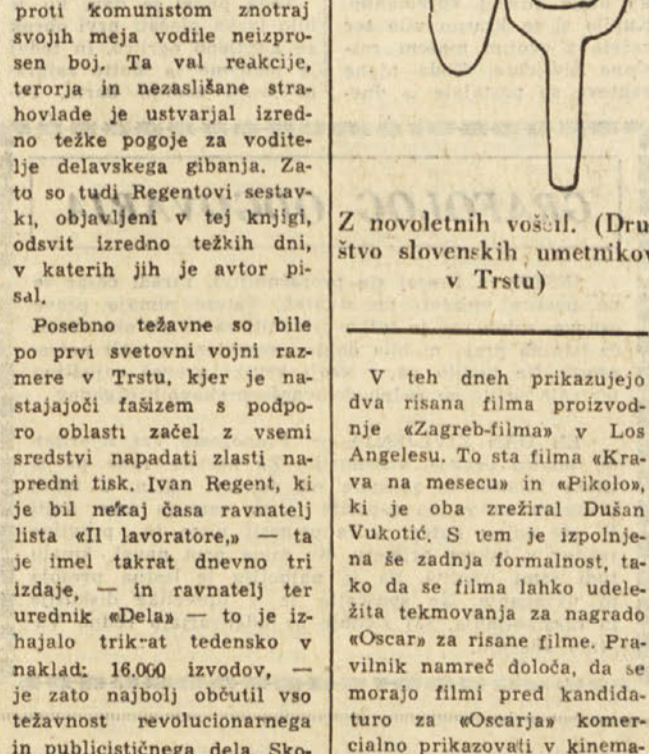 proti komunistom znotraj
svojih meja vodile neizpro-
sen boj. Ta val reakcije,
terorja in nezaslišane stra-
hovlade je ustvarjal izred-
no težke pogoje za vodite-
lje delavskega gibanja. Za-
to so tudi Regentovi sestav-
ki, objavljeni v tej knjigi,
odsvit izredno težkih dni,
v katerih jih je avtor pi-
sal.
Posebno težavne so bile
po prvi svetovni vojni raz-
mere v Trstu, kjer je na-
stajajoči fašizem s podpo-
ro oblasti začel z vsemi
sredstvi napadati zlasti na-
predni tisk. Ivan Regent, ki
je bil nekaj časa ravnatelj
lista «Il lavoratore,» — ta
je imel takrat dnevno tri
izdaje, — in ravnatelj ter
urednik «Dela» — to je iz-
hajalo trikrat tedensko v
nakladi 16.000 izvodov, —
je zato najbolj občutil vso
težavnost revolucionarnega
in publicističnega dela. Sko-
Z novoletnih voščil. (Dru
štvo slovenskih umetnikov
v Trstu)
V teh dneh prikazujejo
dva risana filma proizvod-
nje «Zagreb-filma» v Los
Angelesu. To sta filma «Kra-
va na mesecu» in «Pikolo»,
ki je oba zrežiral Dušan
Vukotić. S tem je izpolnje-
na še zadnja formalnost, ta-
ko da se filma lahko udele-
žita tekmovanja za nagrado
«Oscar» za risane filme. Pra-
vilnik namreč določa, da se
morajo filmi pred kandida-
turo za «Oscarja» komer-
cialno prikazovati v kinema-